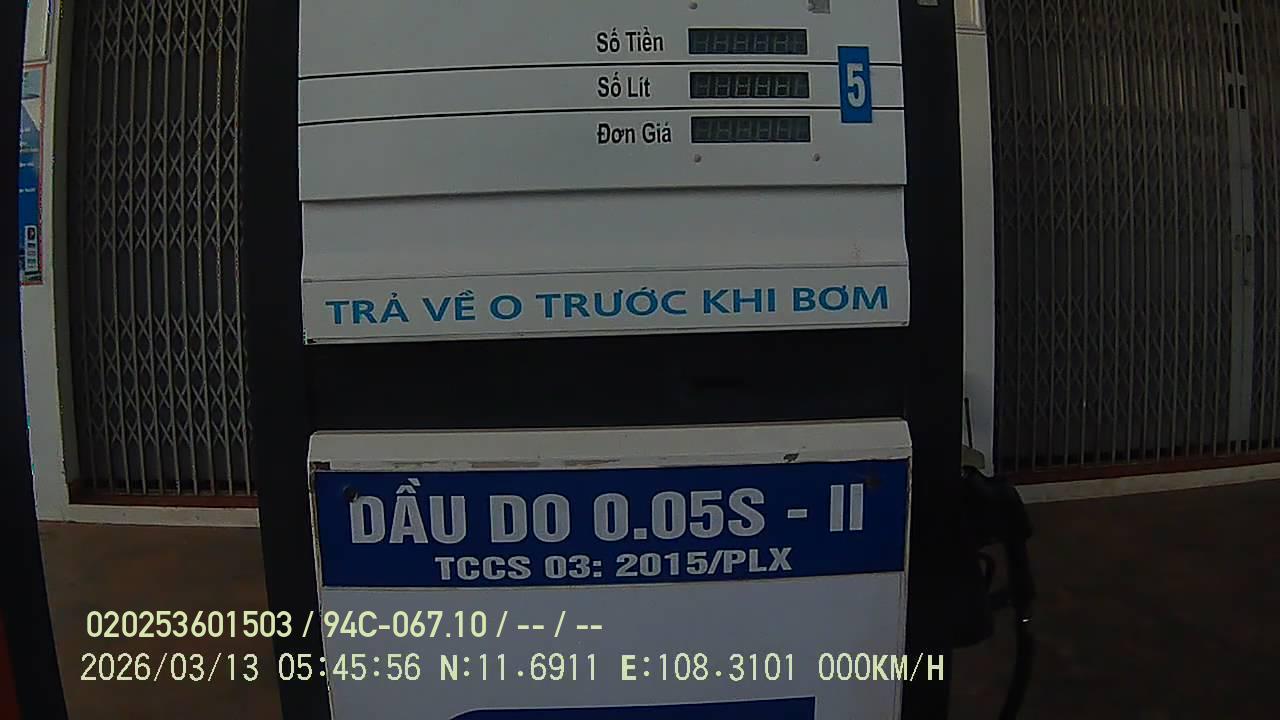 Số Tiền
Số Lít
5
Đơn Giá
TRẢ VỀ O TRƯỚC KHI BƠM
DẦU DO 0.05S - II
TCCS 03: 2015/PLX
020253601503 / 94C-067.10 / -- / --
2026/03/13 05:45:56 N:11.6911 E:108.3101 000KM/H